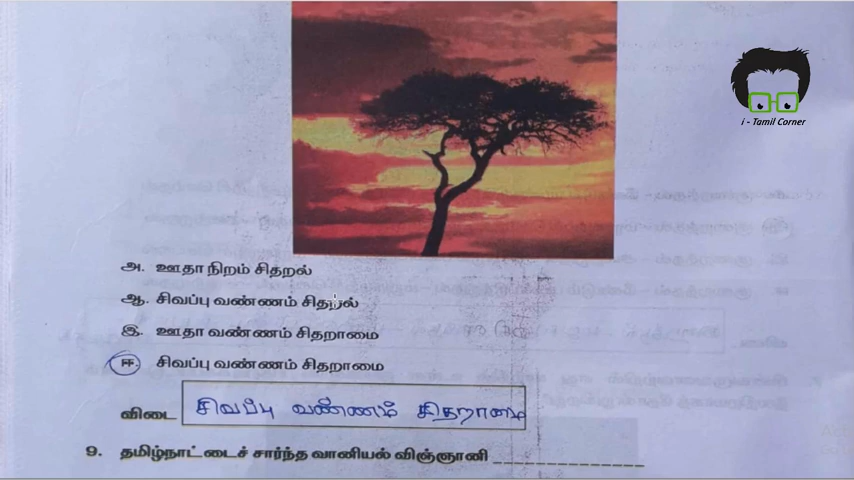 i - Tamil Corner
அ. ஊதா நிறம் சிதறல்
ஆ. சிவப்பு வண்ணம் சிதறல்
இ. ஊதா வண்ணம் சிதறாமை
ஈ. சிவப்பு வண்ணம் சிதறாமை
விடை சிவப்பு வண்ணம் சிதறாமை
9. தமிழ்நாட்டைச் சார்ந்த வானியல் விஞ்ஞானி